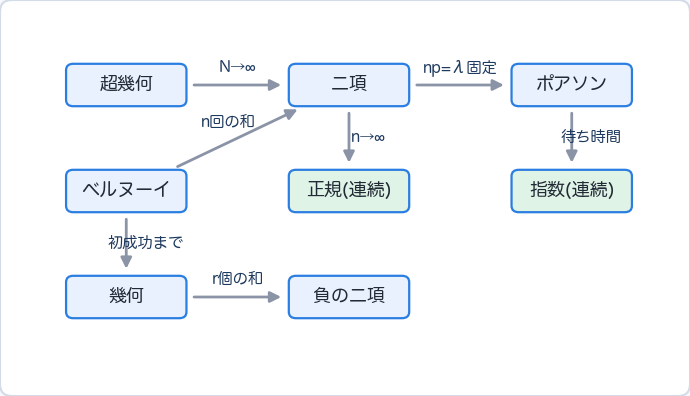 超幾何
N→∞
二項
np=λ固定
ポアソン
n回の和
n→∞
待ち時間
ベルヌーイ
正規(連続)
指数(連続)
初成功まで
幾何
r個の和
負の二項